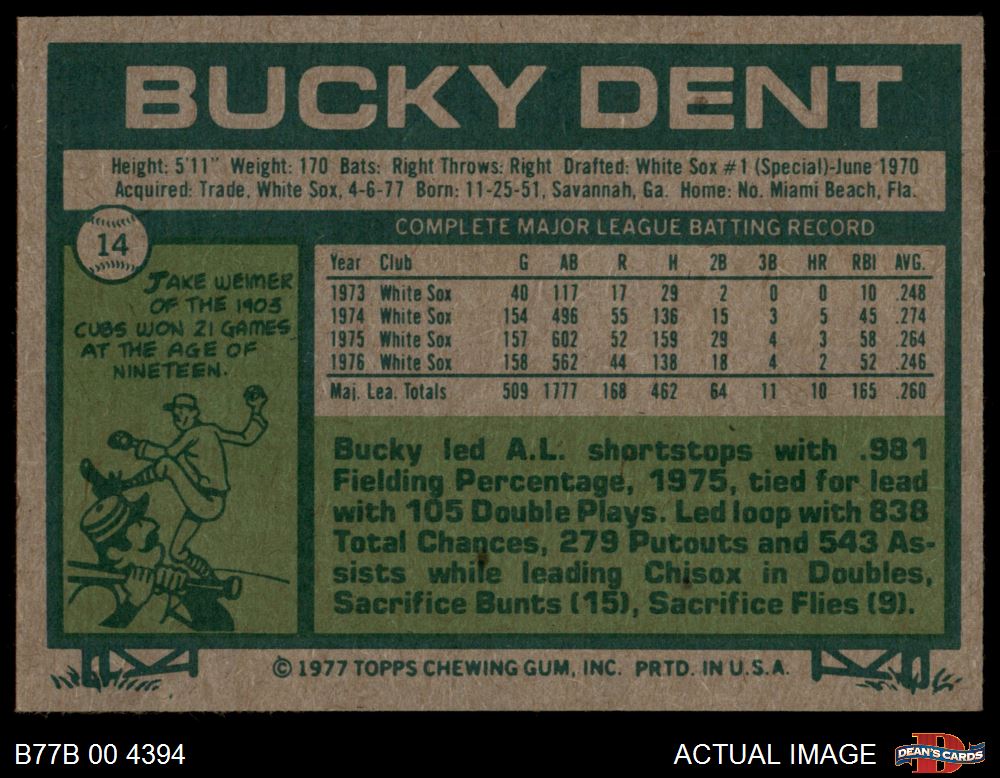 BUCKY DENT
Height: 5'11" Weight: 170 Bats: Right Throws: Right Drafted: White Sox #1 (Special)-June 1970
Acquired: Trade, White Sox, 4-6-77 Born: 11-25-51, Savannah, Ga. Home: No. Miami Beach, Fla.
14
JAKE WEIMER
OF THE 1903
CUBS WON 21 GAMES
AT THE AGE OF
NINETEEN.
COMPLETE MAJOR LEAGUE BATTING RECORD
Year Club G AB R H 2B 3B HR RBI AVG.
1973 White Sox 40 117 17 29 2 0 0 10 .248
1974 White Sox 154 496 55 136 15 3 5 45 .274
1975 White Sox 157 602 52 159 29 4 3 58 .264
1976 White Sox 158 562 44 138 18 4 2 52 .246
Maj. Lea. Totals 509 1777 168 462 64 11 10 165 .260
Bucky led A.L. shortstops with .981
Fielding Percentage, 1975, tied for lead
with 105 Double Plays. Led loop with 838
Total Chances, 279 Putouts and 543 As-
sists while leading Chisox in Doubles,
Sacrifice Bunts (15), Sacrifice Flies (9).
© 1977 TOPPS CHEWING GUM, INC. PRTD. IN U.S.A.
B77B 00 4394
ACTUAL IMAGE
DEAN'S CARDS